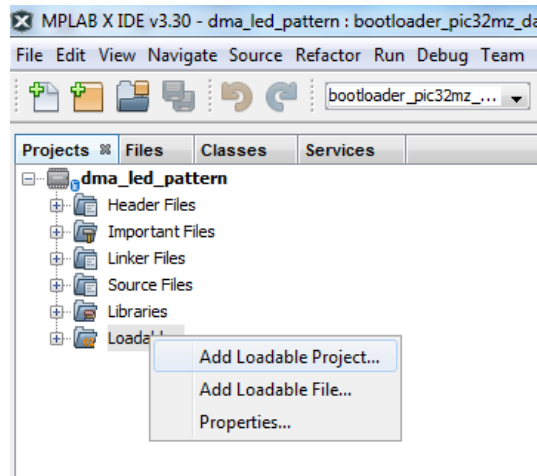 MPLAB X IDE v3.30 - dma_led_pattern : bootloader_pic32mz_da
File Edit View Navigate Source Refactor Run Debug Team
bootloader_pic32mz_...
Projects Files Classes Services
dma_led_pattern
Header Files
Important Files
Linker Files
Source Files
Libraries
Add Loadable Project...
Add Loadable File...
Properties...